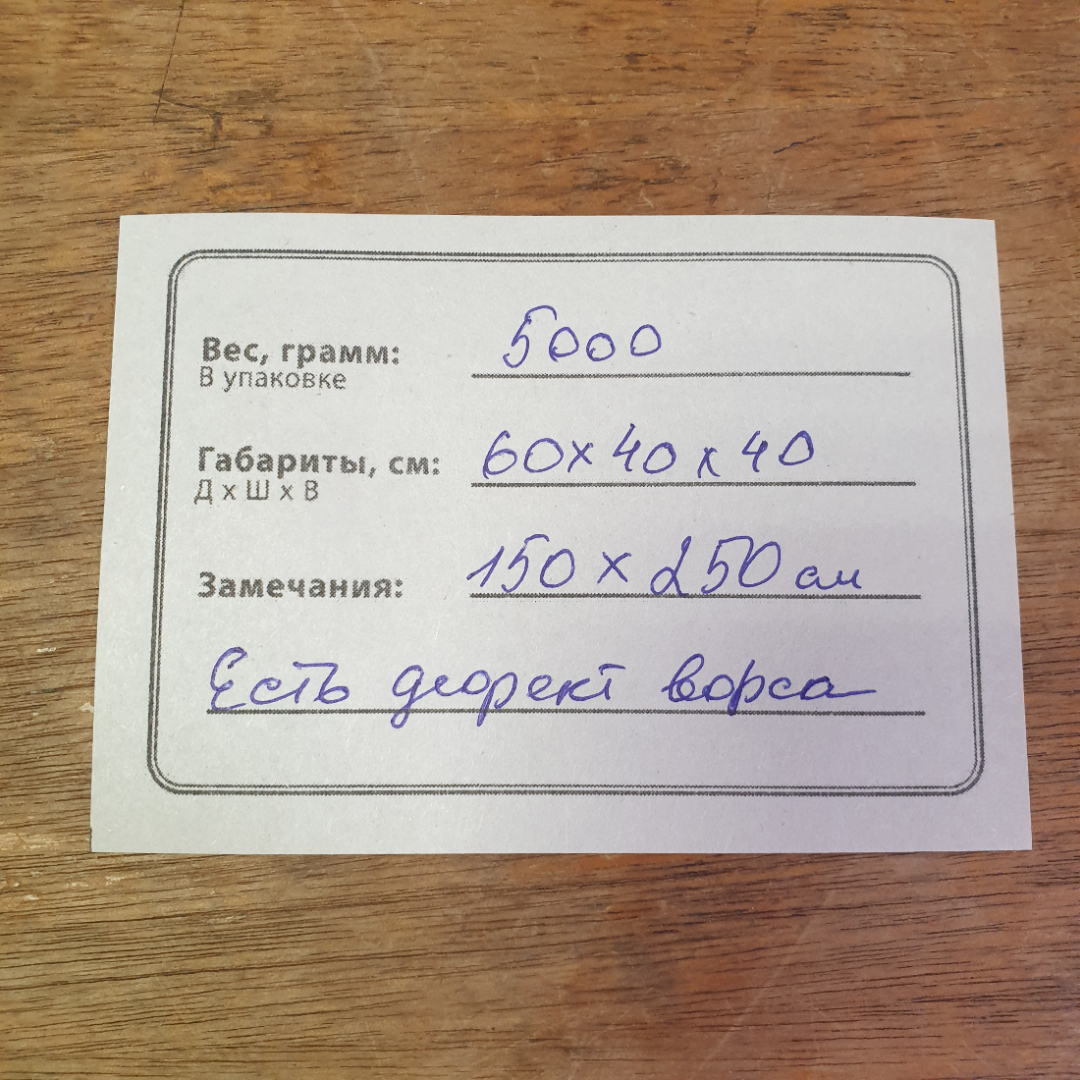 Вес, грамм: 5000
В упаковке
Габариты, см: 60х40х40
Д х Ш х В
Замечания: 150 х 250 см
Есть дефект ворса